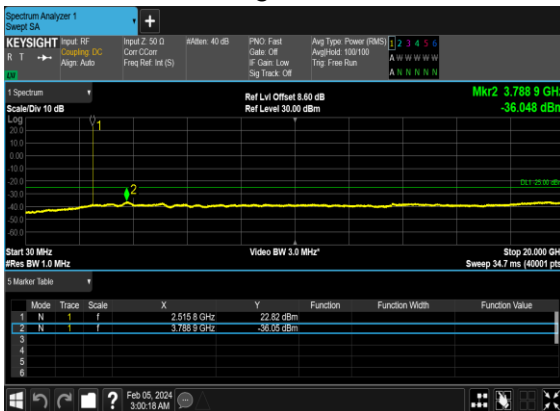 Spectrum Analyzer 1
Swept SA
KEYSIGHT Input: RF Input Z: 50 Ω #Atten: 40 dB PNO: Fast Avg Type: Power (RMS) 1 2 3 4 5 6
R T Coupling: DC Corr CCorr Gate: Off Avg|Hold: 100/100 A W W W W W
Align: Auto Freq Ref: Int (S) IF Gain: Low Trig: Free Run
LV Sig Track: Off A N N N N N
1 Spectrum Ref Lvl Offset 8.60 dB Mkr2 3.788 9 GHz
Scale/Div 10 dB Ref Level 30.00 dBm -36.048 dBm
Log
20.0
10.0
0.00
-10.0
-20.0
-30.0
-40.0
-50.0
-60.0
1
2
DL1 -25.00 dBm
Start 30 MHz Video BW 3.0 MHz* Stop 20.000 GHz
#Res BW 1.0 MHz Sweep 34.7 ms (40001 pts)
5 Marker Table
Mode Trace Scale X Y Function Function Width Function Value
1 N 1 f 2.515 8 GHz 22.82 dBm
2 N 1 f 3.788 9 GHz -36.05 dBm
3
4
5
6
? Feb 05, 2024
3:00:18 AM